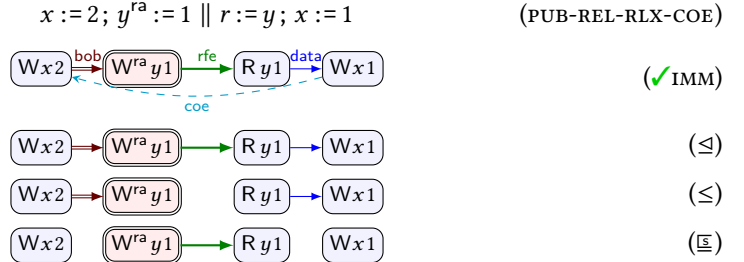 x := 2; y^ra := 1 ‖ r := y; x := 1 (PUB-REL-RLX-COE)
Wx2 bob W^ra y1 rfe R y1 data Wx1 (✓IMM)
coe
Wx2 W^ra y1 R y1 Wx1 (⊴)
Wx2 W^ra y1 R y1 Wx1 (≤)
Wx2 W^ra y1 R y1 Wx1 (⊴s)